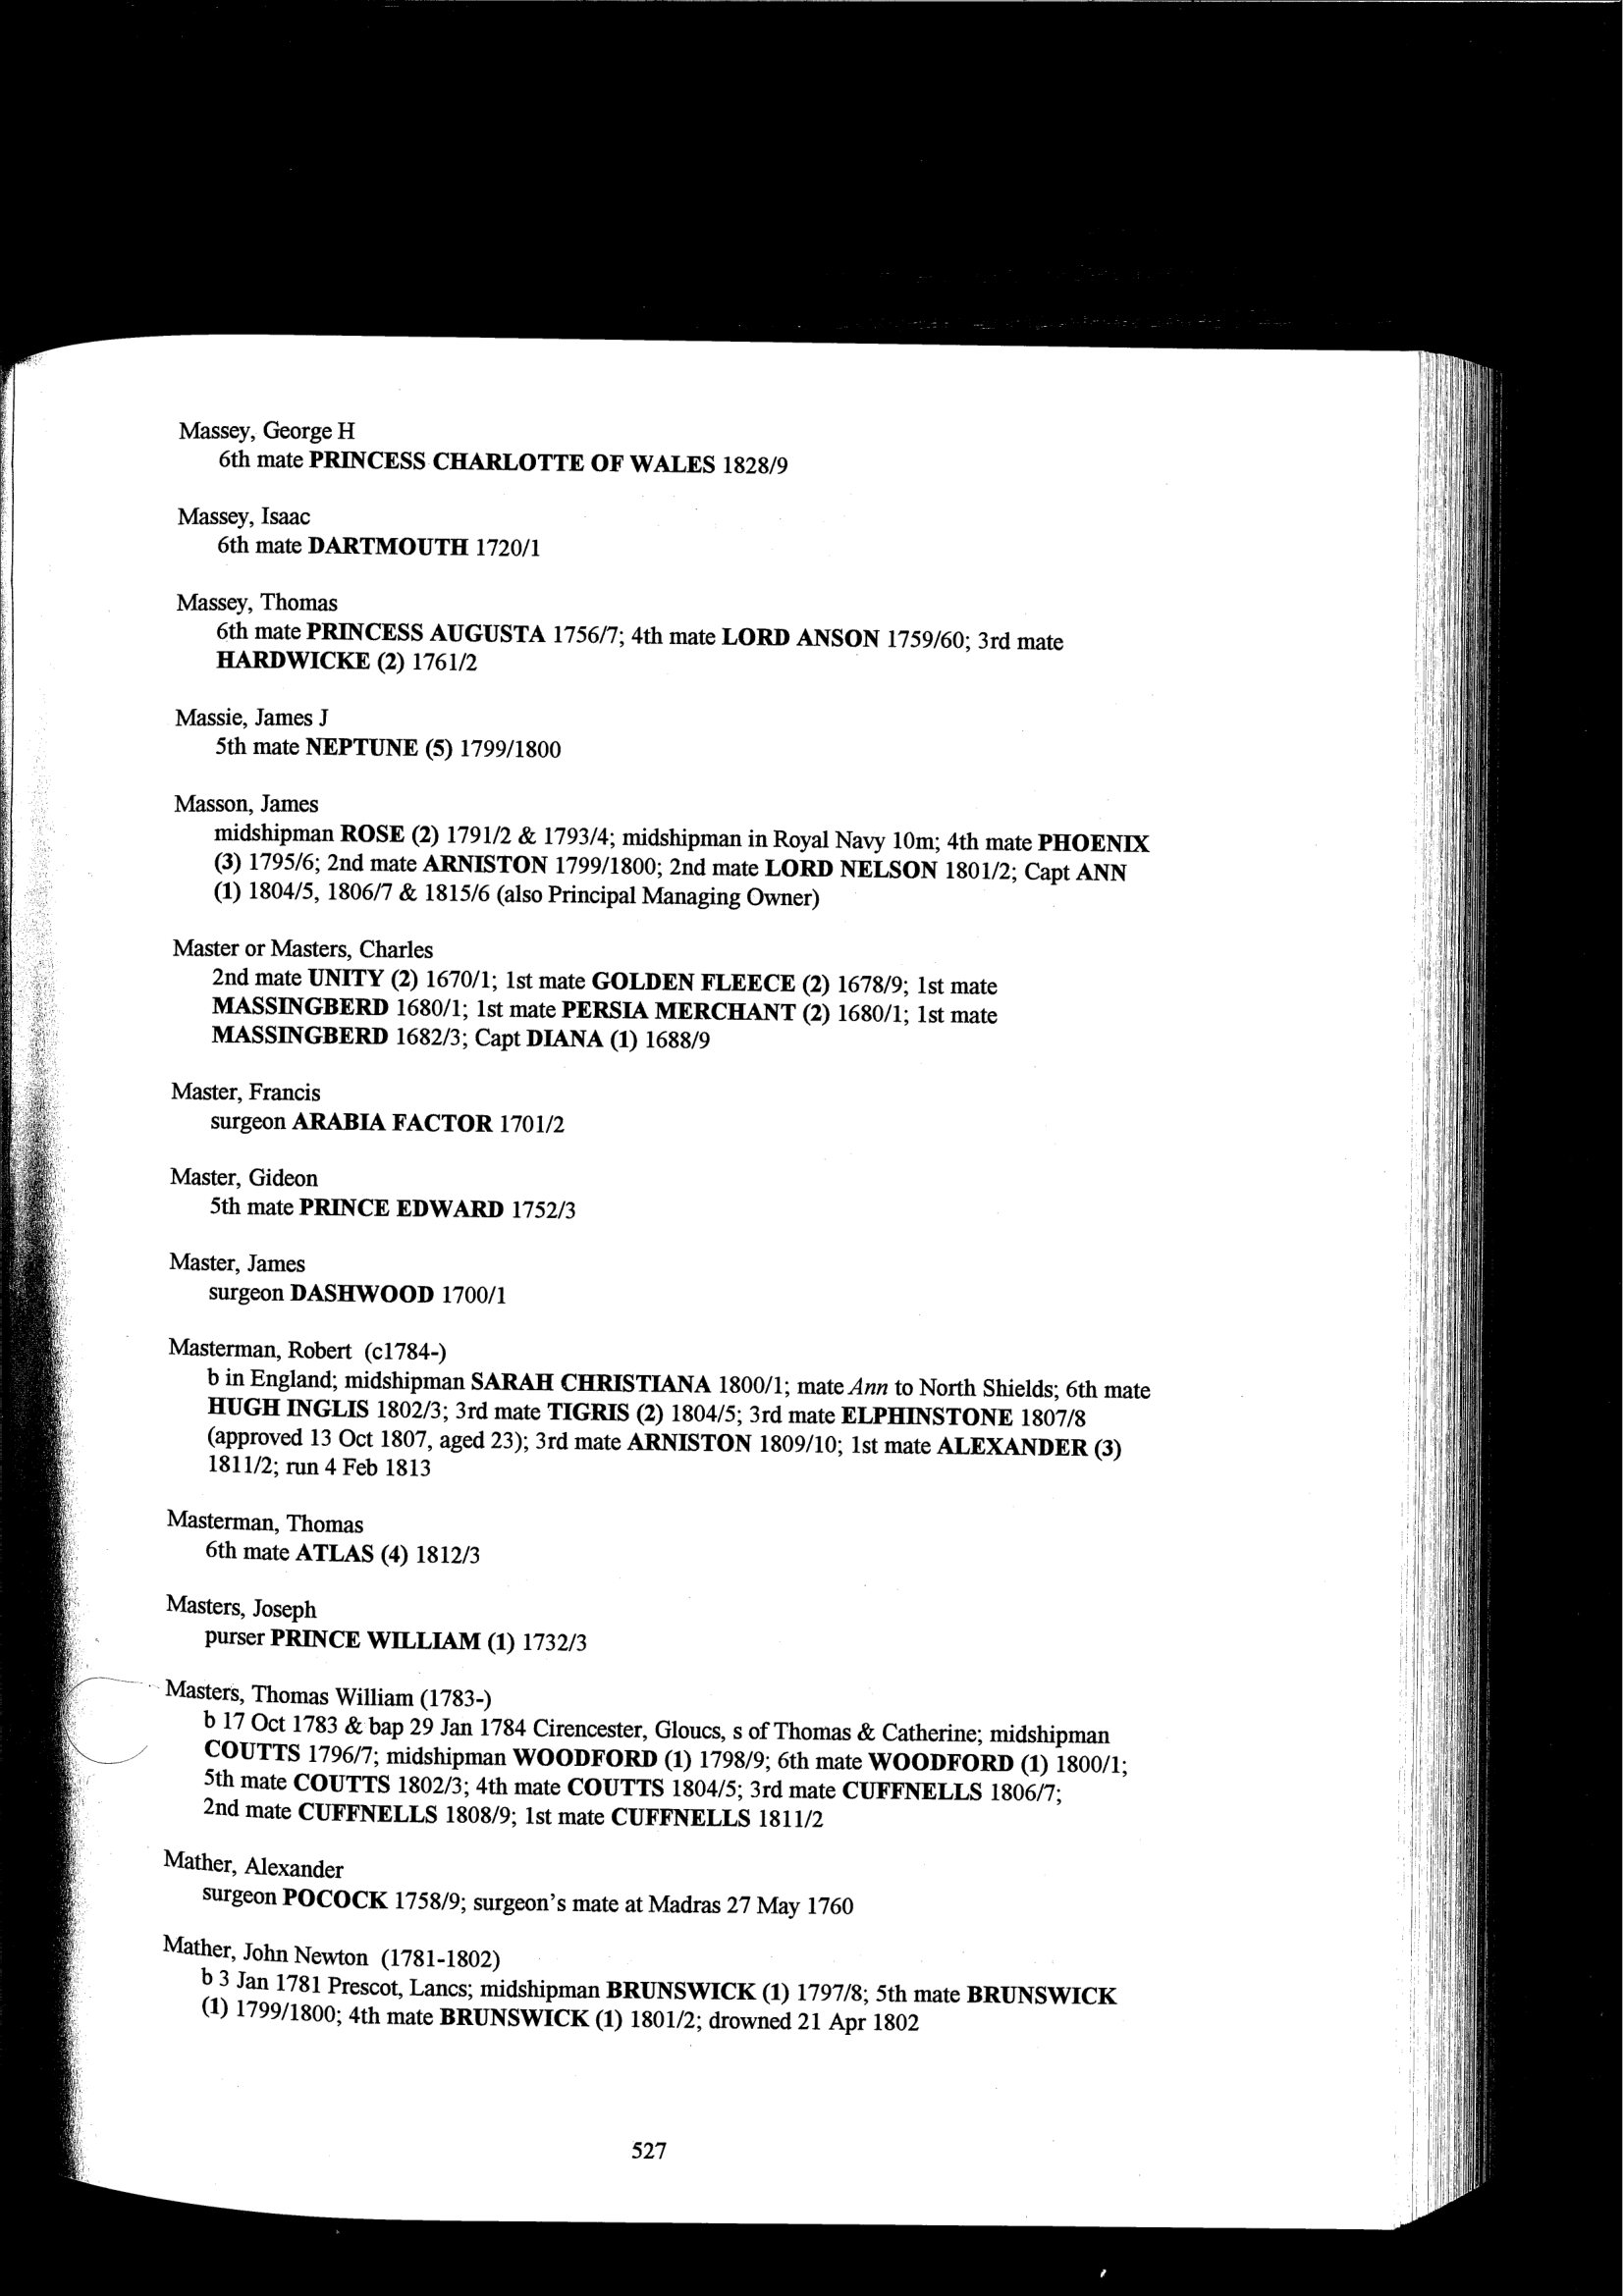 Massey, George H
6th mate PRINCESS CHARLOTTE OF WALES 1828/9
Massey, Isaac
6th mate DARTMOUTH 1720/1
Massey, Thomas
6th mate PRINCESS AUGUSTA 1756/7; 4th mate LORD ANSON 1759/60; 3rd mate
HARDWICKE (2) 1761/2
Massie, James J
5th mate NEPTUNE (5) 1799/1800
Masson, James
midshipman ROSE (2) 1791/2 & 1793/4; midshipman in Royal Navy 10m; 4th mate PHOENIX
(3) 1795/6; 2nd mate ARNISTON 1799/1800; 2nd mate LORD NELSON 1801/2; Capt ANN
(1) 1804/5, 1806/7 & 1815/6 (also Principal Managing Owner)
Master or Masters, Charles
2nd mate UNITY (2) 1670/1; 1st mate GOLDEN FLEECE (2) 1678/9; 1st mate
MASSINGBERD 1680/1; 1st mate PERSIA MERCHANT (2) 1680/1; 1st mate
MASSINGBERD 1682/3; Capt DIANA (1) 1688/9
Master, Francis
surgeon ARABIA FACTOR 1701/2
Master, Gideon
5th mate PRINCE EDWARD 1752/3
Master, James
surgeon DASHWOOD 1700/1
Masterman, Robert (c1784-)
b in England; midshipman SARAH CHRISTIANA 1800/1; mate Ann to North Shields; 6th mate
HUGH INGLIS 1802/3; 3rd mate TIGRIS (2) 1804/5; 3rd mate ELPHINSTONE 1807/8
(approved 13 Oct 1807, aged 23); 3rd mate ARNISTON 1809/10; 1st mate ALEXANDER (3)
1811/2; run 4 Feb 1813
Masterman, Thomas
6th mate ATLAS (4) 1812/3
Masters, Joseph
purser PRINCE WILLIAM (1) 1732/3
Masters, Thomas William (1783-)
b 17 Oct 1783 & bap 29 Jan 1784 Cirencester, Gloucs, s of Thomas & Catherine; midshipman
COUTTS 1796/7; midshipman WOODFORD (1) 1798/9; 6th mate WOODFORD (1) 1800/1;
5th mate COUTTS 1802/3; 4th mate COUTTS 1804/5; 3rd mate CUFFNELLS 1806/7;
2nd mate CUFFNELLS 1808/9; 1st mate CUFFNELLS 1811/2
Mather, Alexander
surgeon POCOCK 1758/9; surgeon's mate at Madras 27 May 1760
Mather, John Newton (1781-1802)
b 3 Jan 1781 Prescot, Lancs; midshipman BRUNSWICK (1) 1797/8; 5th mate BRUNSWICK
(1) 1799/1800; 4th mate BRUNSWICK (1) 1801/2; drowned 21 Apr 1802
527